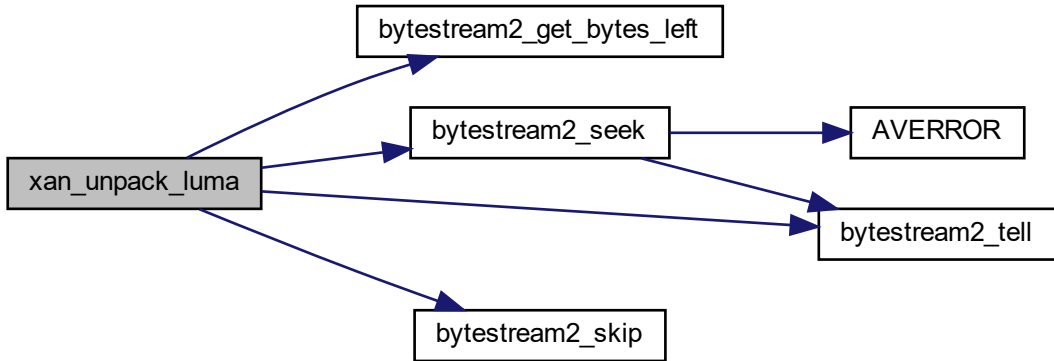 bytestream2_get_bytes_left
bytestream2_seek
AVERROR
xan_unpack_luma
bytestream2_tell
bytestream2_skip